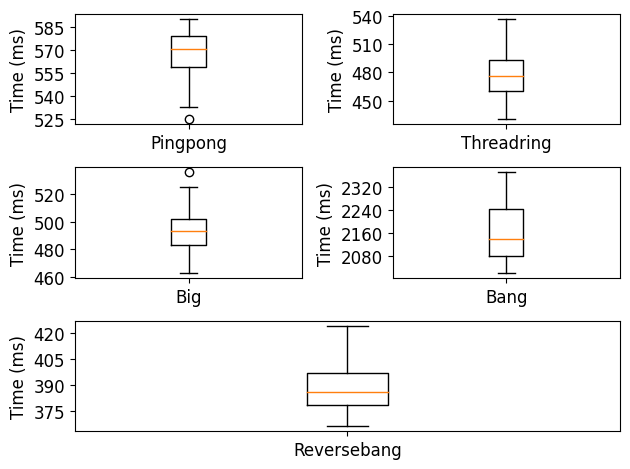 Time (ms)
585
570
555
540
525
Pingpong
Time (ms)
540
510
480
450
Threadring
Time (ms)
520
500
480
460
Big
Time (ms)
2320
2240
2160
2080
Bang
Time (ms)
420
405
390
375
Reversebang